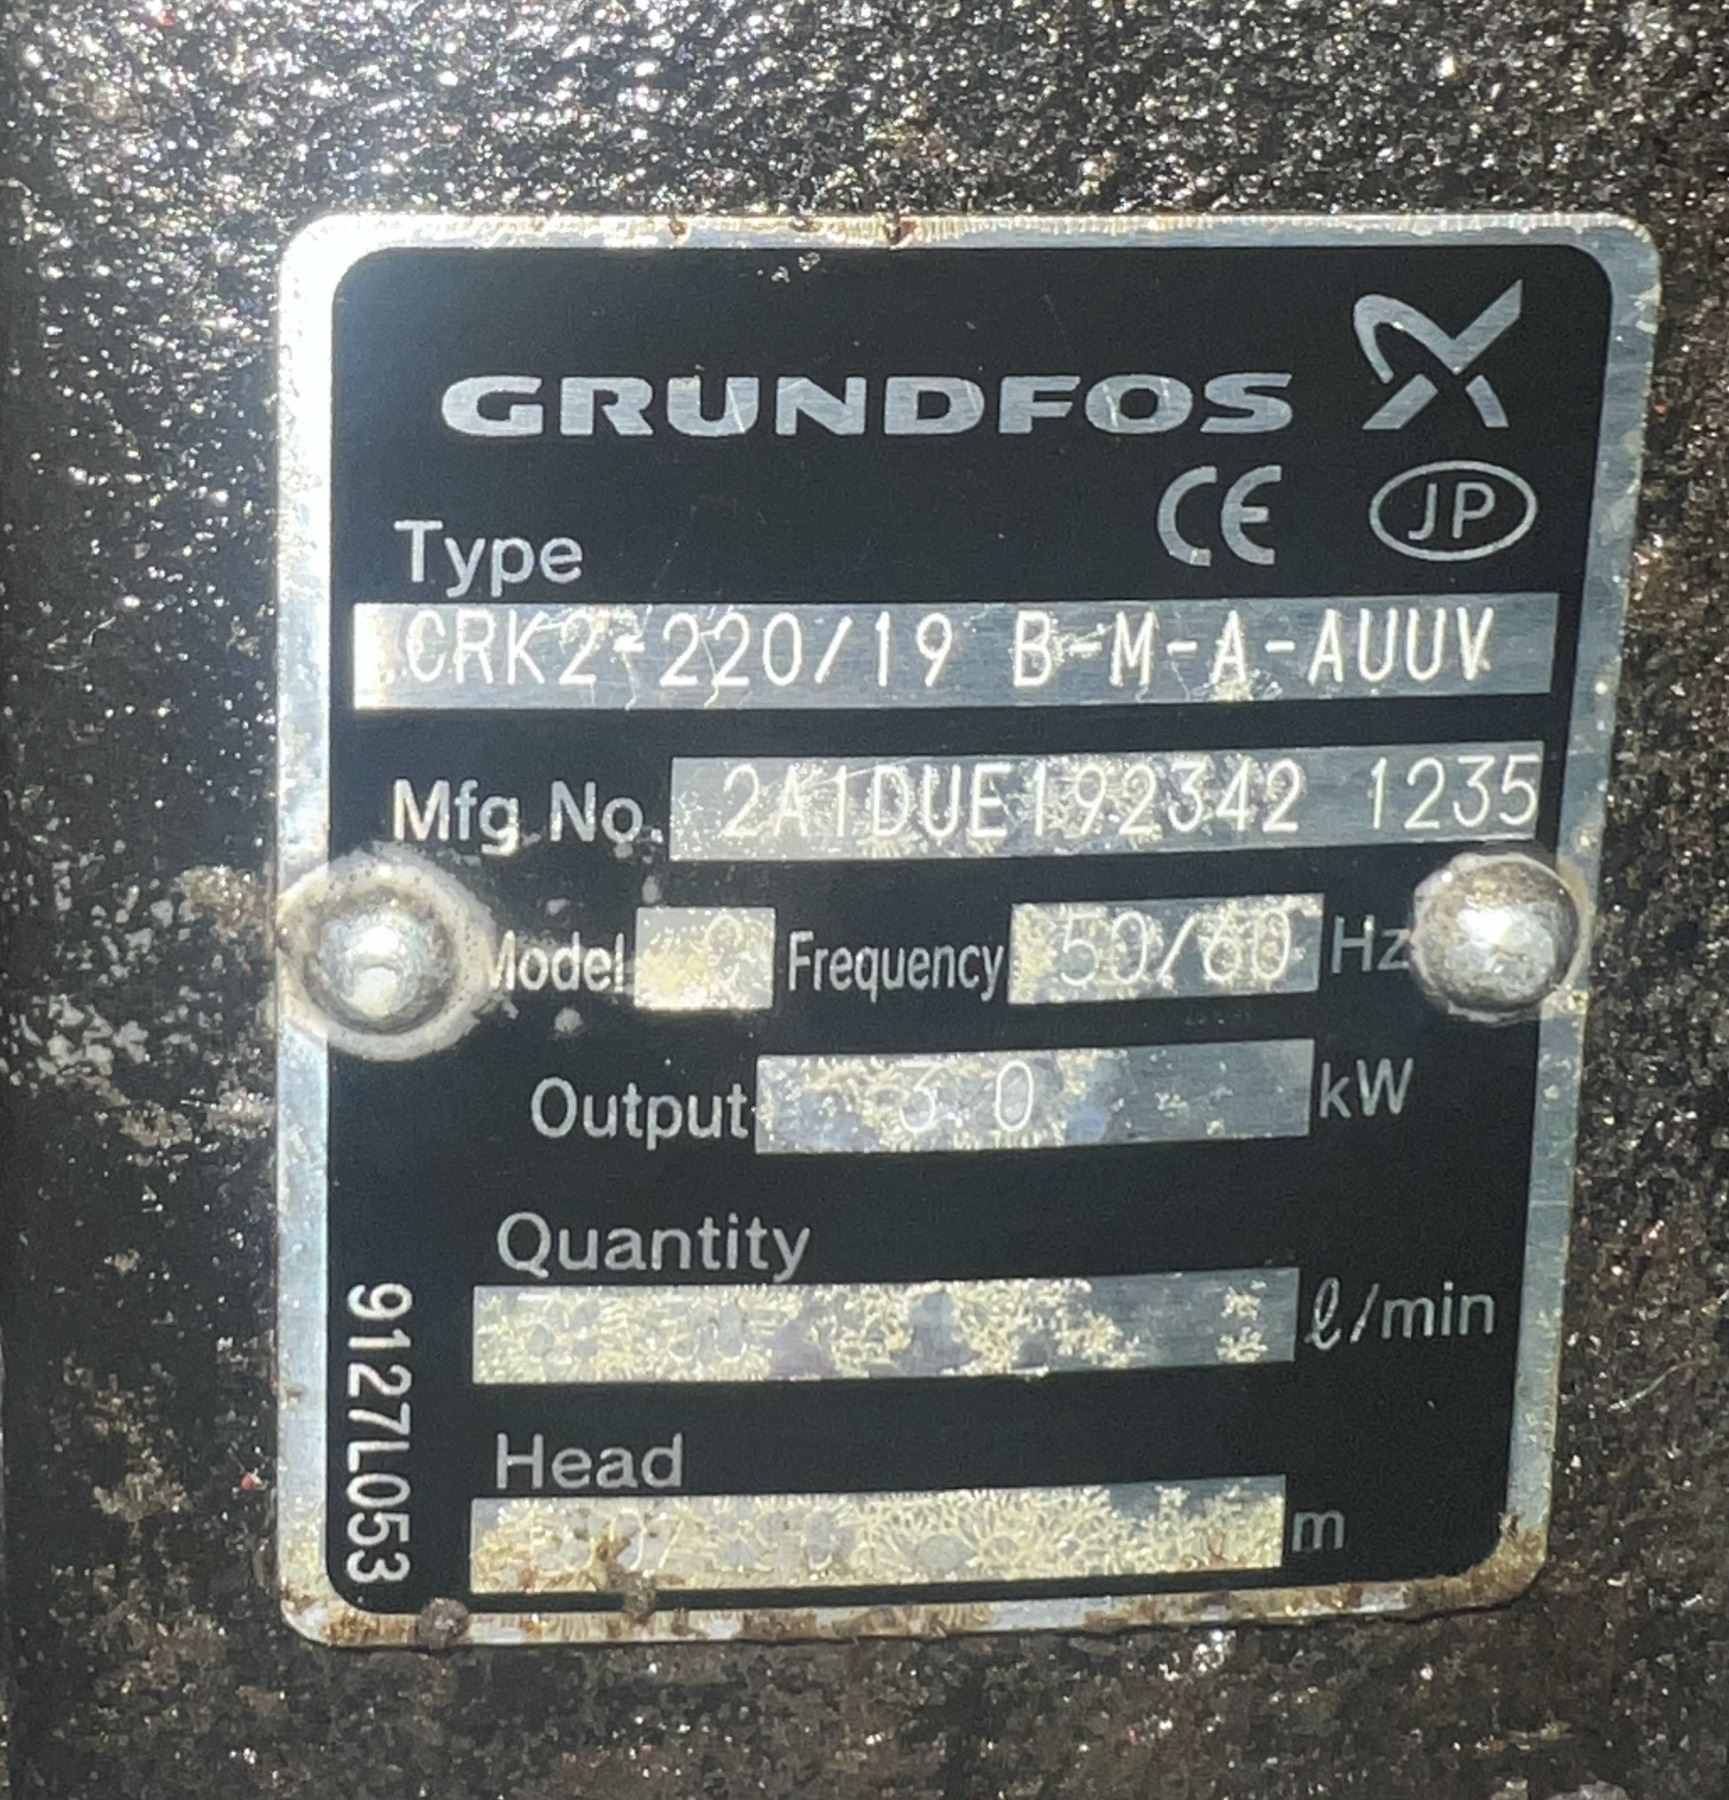 GRUNDFOS
CE JP
Type
CRK2-220/19 B-M-A-AUUV
Mfg No. 2A1DUE192342 1235
Model Frequency 50/60 Hz
Output 3.0 kW
Quantity
ℓ/min
Head
m
9127L053